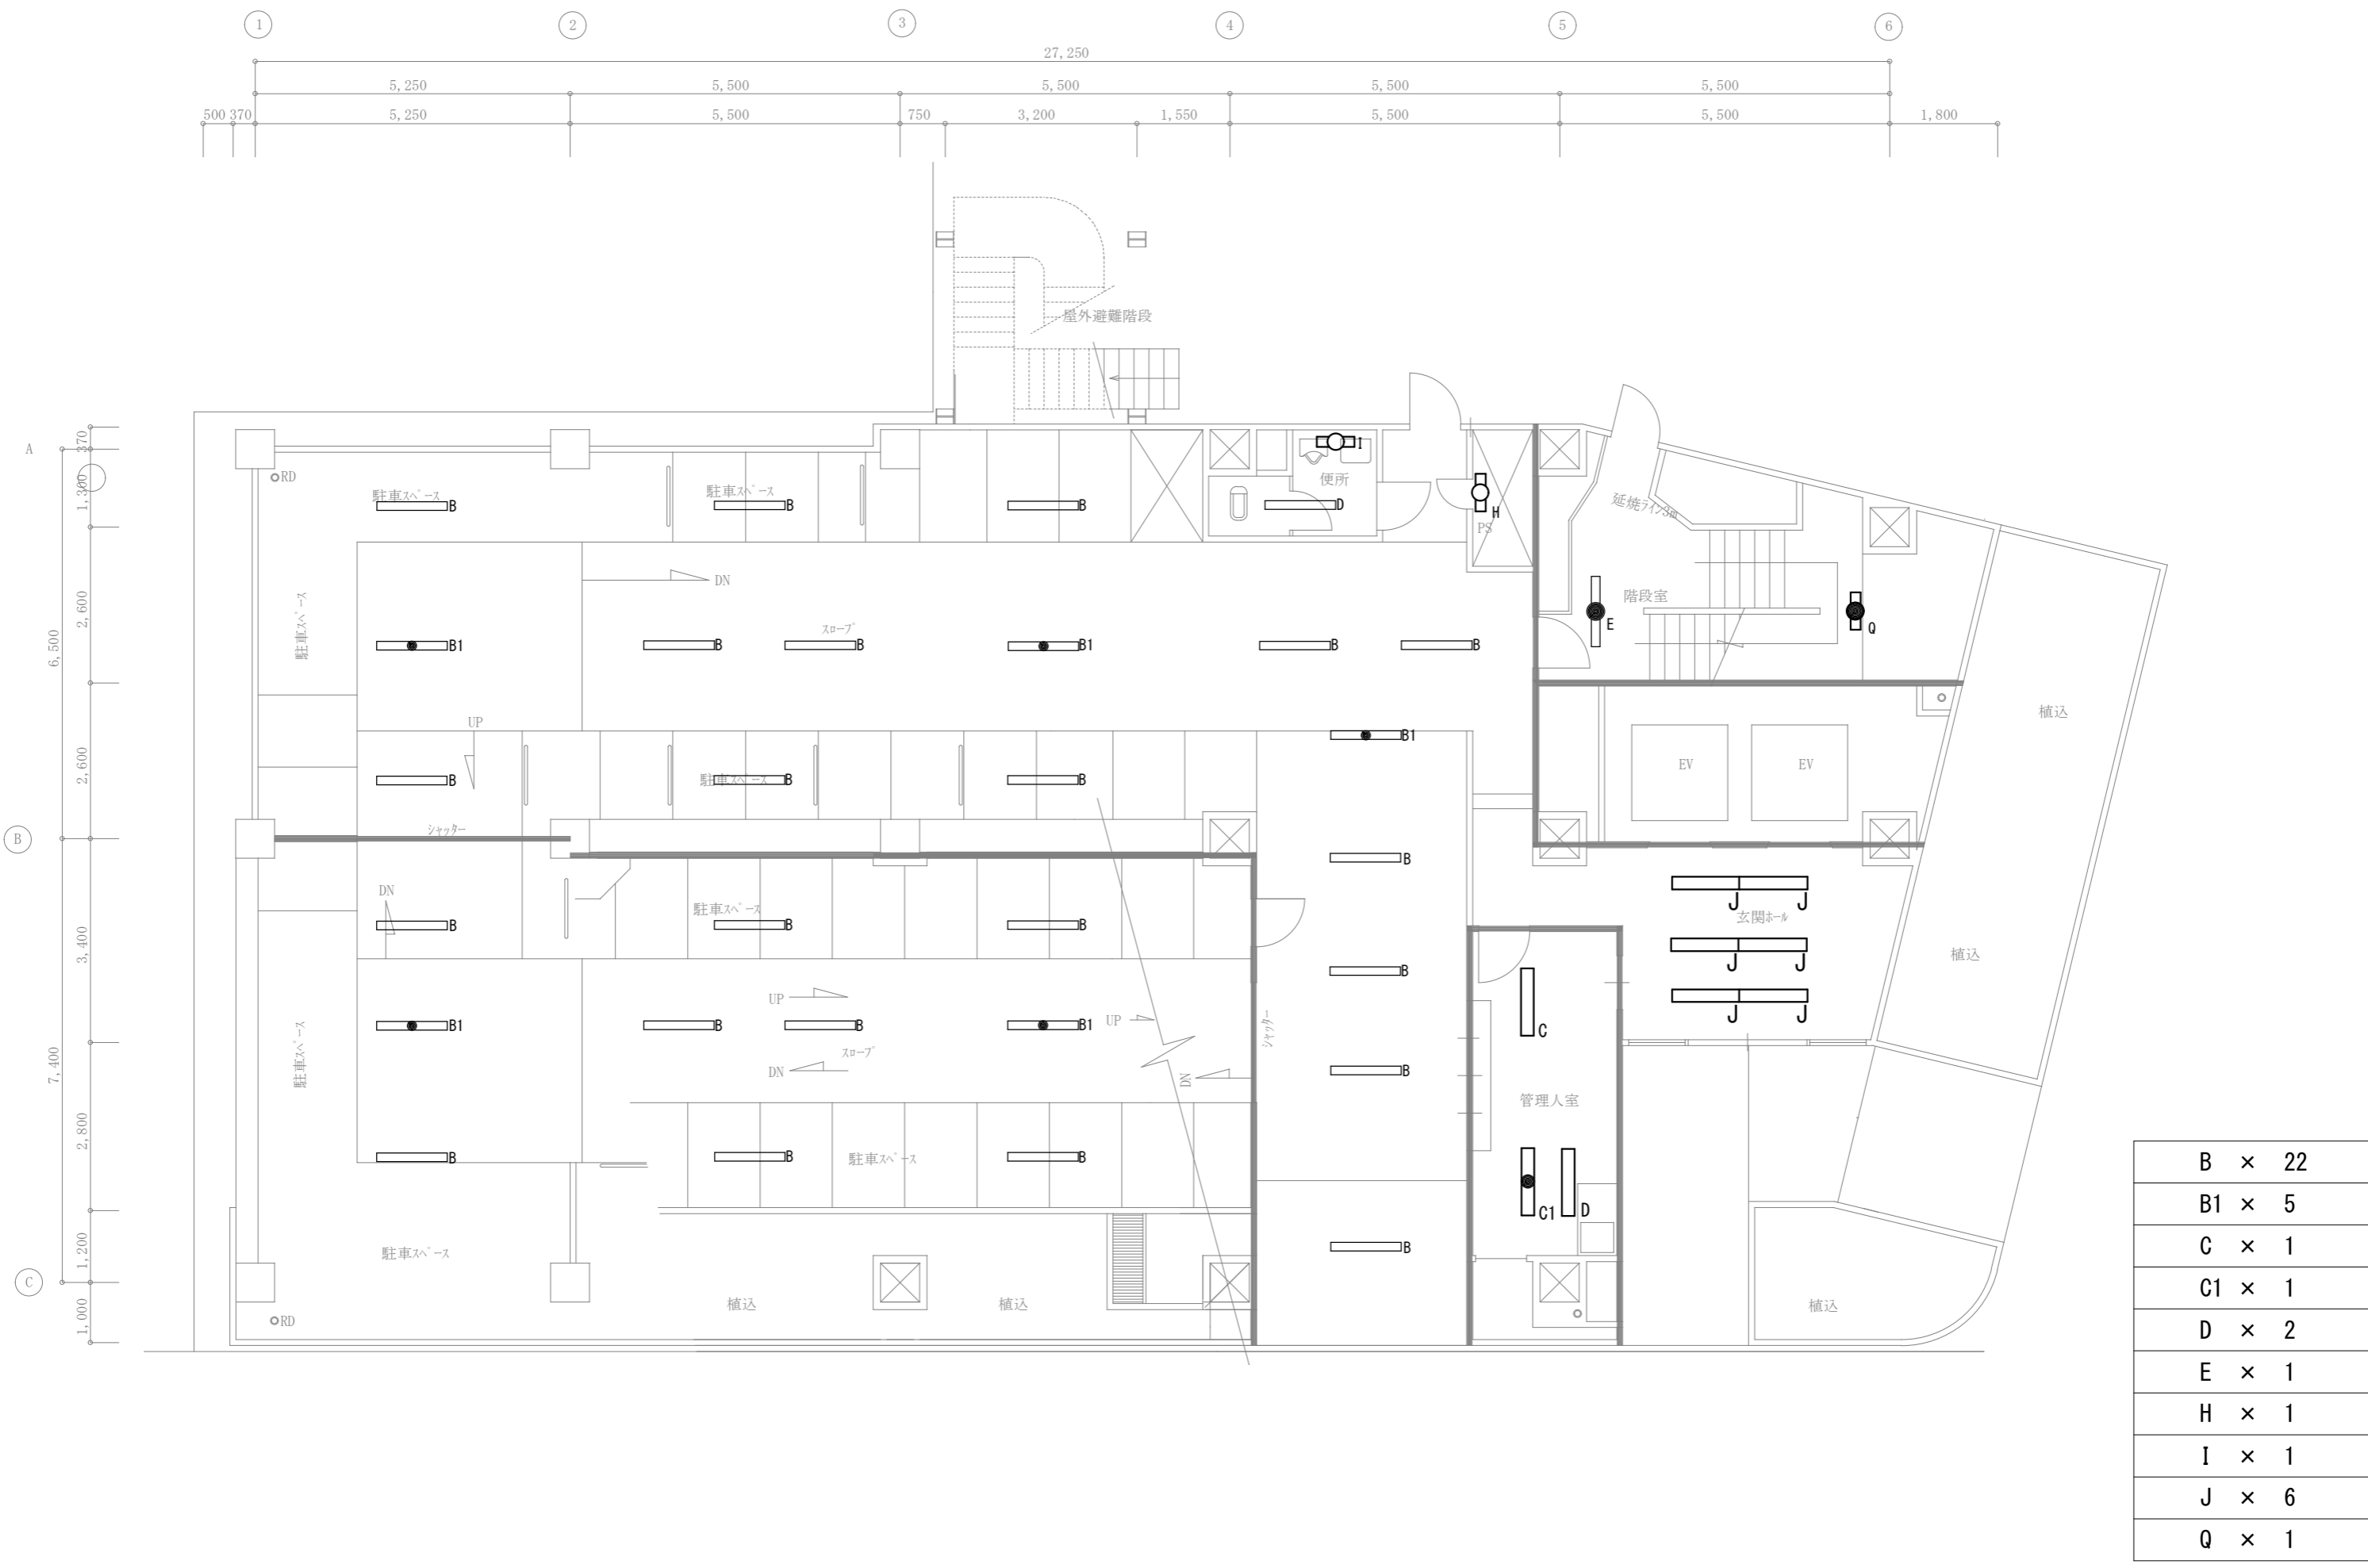 1 2 3 4 5 6
27,250
5,250 5,500 5,500 5,500 5,500
500 370 5,250 5,500 750 3,200 1,550 5,500 5,500 1,800
屋外避難階段
A
370
1,300
2,600
6,500
2,600
B
3,400
7,400
2,800
1,200
C
1,000
RD
駐車スペース
B
駐車スペース
B
B
I
便所
D
H
PS
延焼ライン3m
DN
駐車スペース
階段室
E
Q
B1
B
スロープ
B
B1
B
B
UP
B1
植込
EV
EV
B
駐車スペース
B
B
シャッター
B
DN
駐車スペース
B
B
B
J
J
玄関ホール
植込
J
J
B
UP
駐車スペース
B1
B
B
B1
UP
シャッター
J
J
C
スロープ
DN
DN
B
管理人室
B
B
駐車スペース
B
C1
D
駐車スペース
B
植込
植込
植込
RD
B × 22
B1 × 5
C × 1
C1 × 1
D × 2
E × 1
H × 1
I × 1
J × 6
Q × 1